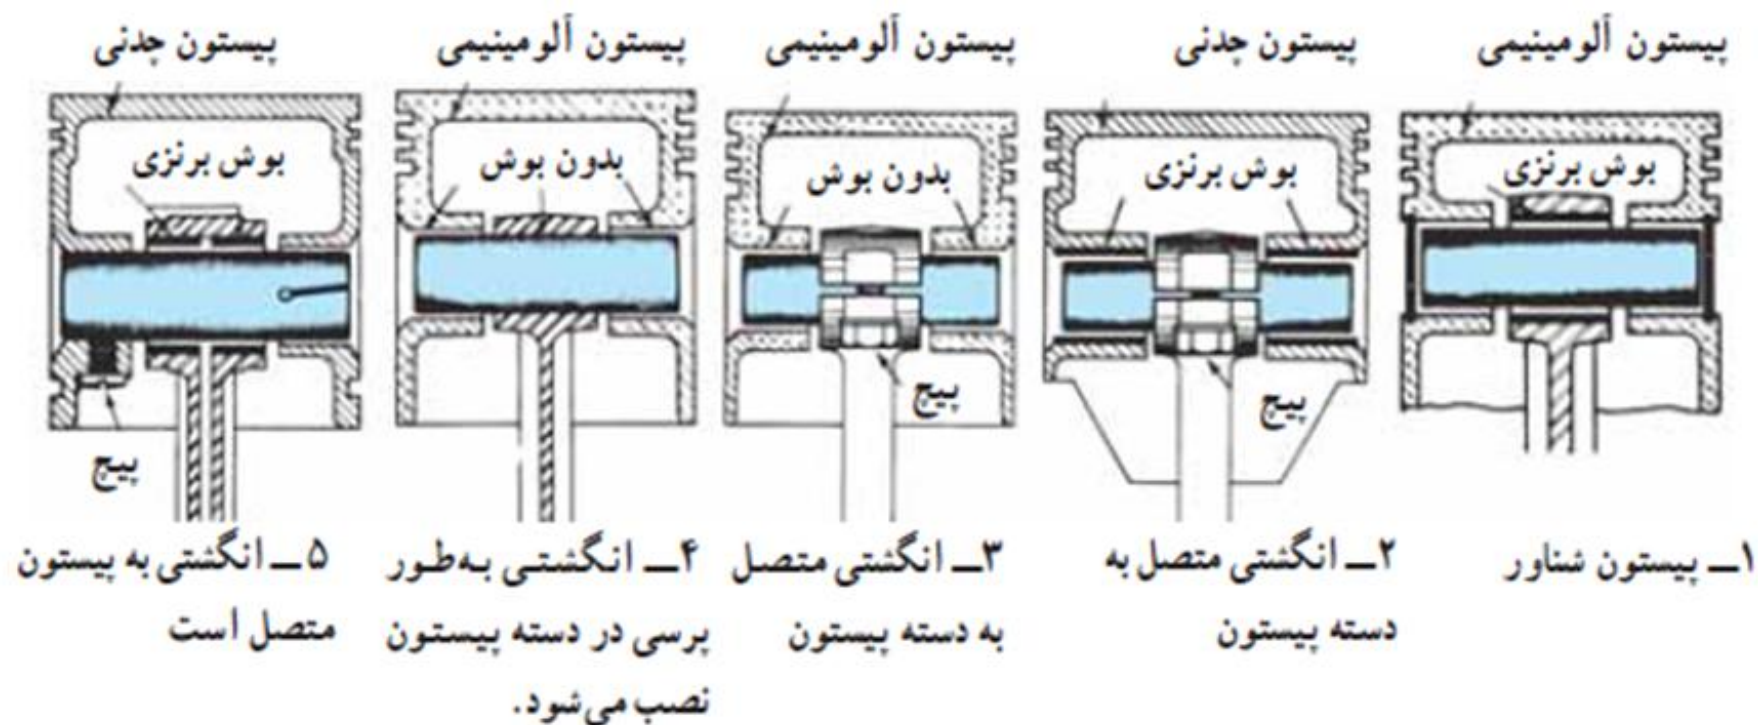 پیستون آلومینیمی
پیستون چدنی
پیستون آلومینیمی
پیستون آلومینیمی
پیستون چدنی
بوش برنزی
بوش برنزی
بدون بوش
بدون بوش
بوش برنزی
پیچ
پیچ
پیچ
۱ــ پیستون شناور
۲ــ انگشتی متصل به
دسته پیستون
۳ــ انگشتی متصل
به دسته پیستون
۴ــ انگشتی به‌طور
پرسی در دسته پیستون
نصب می‌شود.
۵ــ انگشتی به پیستون
متصل است